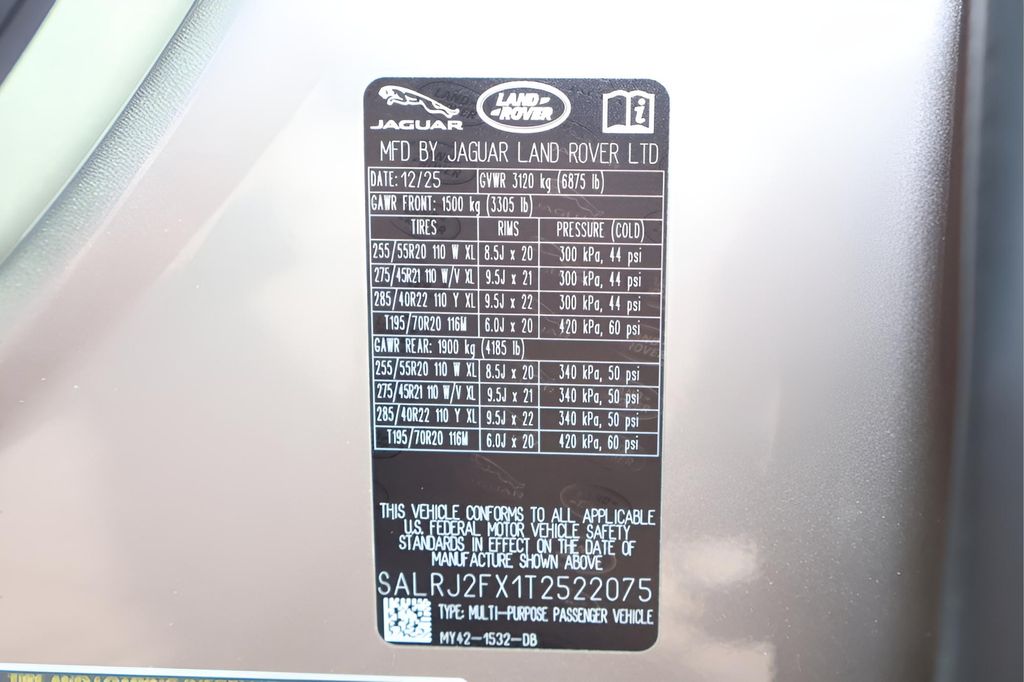 JAGUAR
LAND ROVER
MFD BY JAGUAR LAND ROVER LTD
DATE: 12/25 GVWR 3120 kg (6875 lb)
GAWR FRONT: 1500 kg (3305 lb)
TIRES RIMS PRESSURE (COLD)
255/55R20 110 W XL 8.5J x 20 300 kPa, 44 psi
275/45R21 110 W/V XL 9.5J x 21 300 kPa, 44 psi
285/40R22 110 Y XL 9.5J x 22 300 kPa, 44 psi
T195/70R20 116M 6.0J x 20 420 kPa, 60 psi
GAWR REAR: 1900 kg (4185 lb)
255/55R20 110 W XL 8.5J x 20 340 kPa, 50 psi
275/45R21 110 W/V XL 9.5J x 21 340 kPa, 50 psi
285/40R22 110 Y XL 9.5J x 22 340 kPa, 50 psi
T195/70R20 116M 6.0J x 20 420 kPa, 60 psi
THIS VEHICLE CONFORMS TO ALL APPLICABLE
U.S. FEDERAL MOTOR VEHICLE SAFETY
STANDARDS IN EFFECT ON THE DATE OF
MANUFACTURE SHOWN ABOVE
SALRJ2FX1T2522075
TYPE: MULTI-PURPOSE PASSENGER VEHICLE
MY42-1532-DB